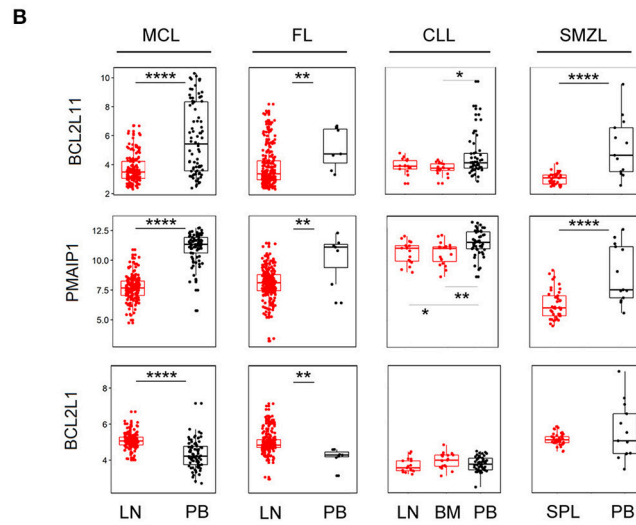 B
MCL FL CLL SMZL
BCL2L11
10
8
6
4
2
**** ** * ****
PMAIP1
12.5
10.0
7.5
5.0
**** ** ** * ****
BCL2L1
6
4
**** **
LN PB LN PB LN BM PB SPL PB